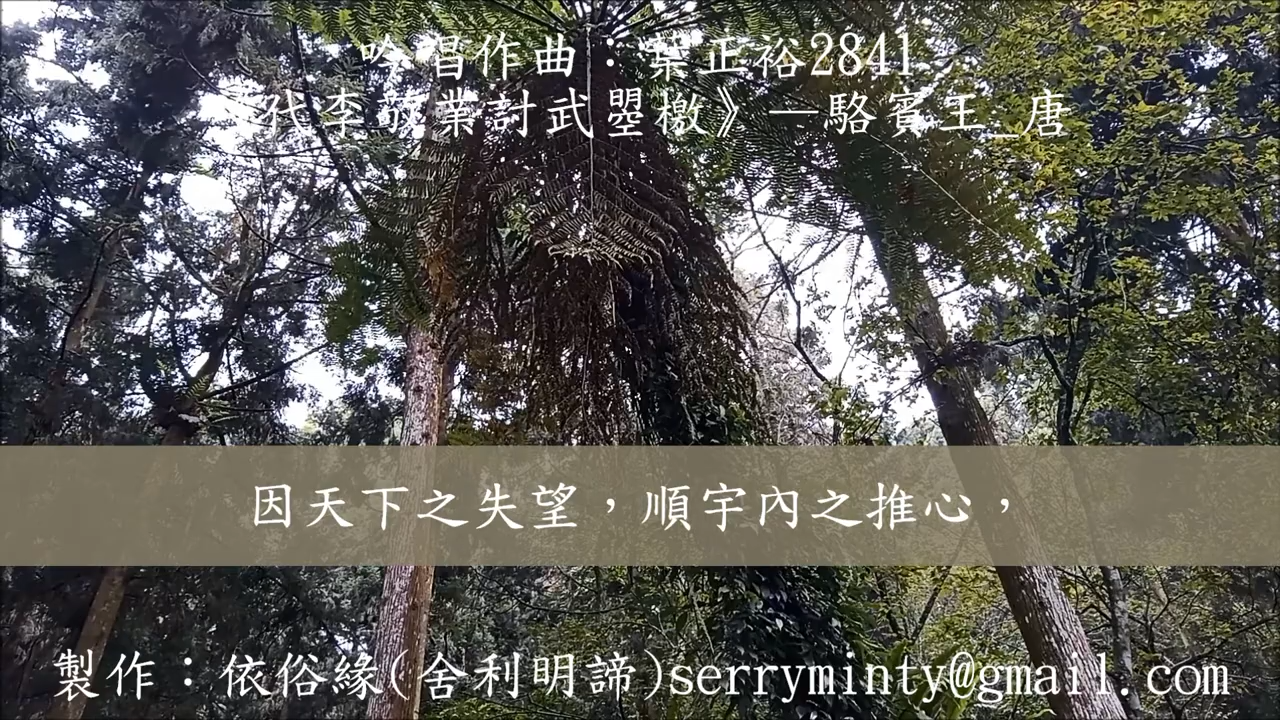 吟唱作曲：葉正裕2841
代李敬業討武曌檄》—駱賓王_唐
因天下之失望，順宇內之推心，
製作：依俗緣(舍利明諦)serryminty@gmail.com